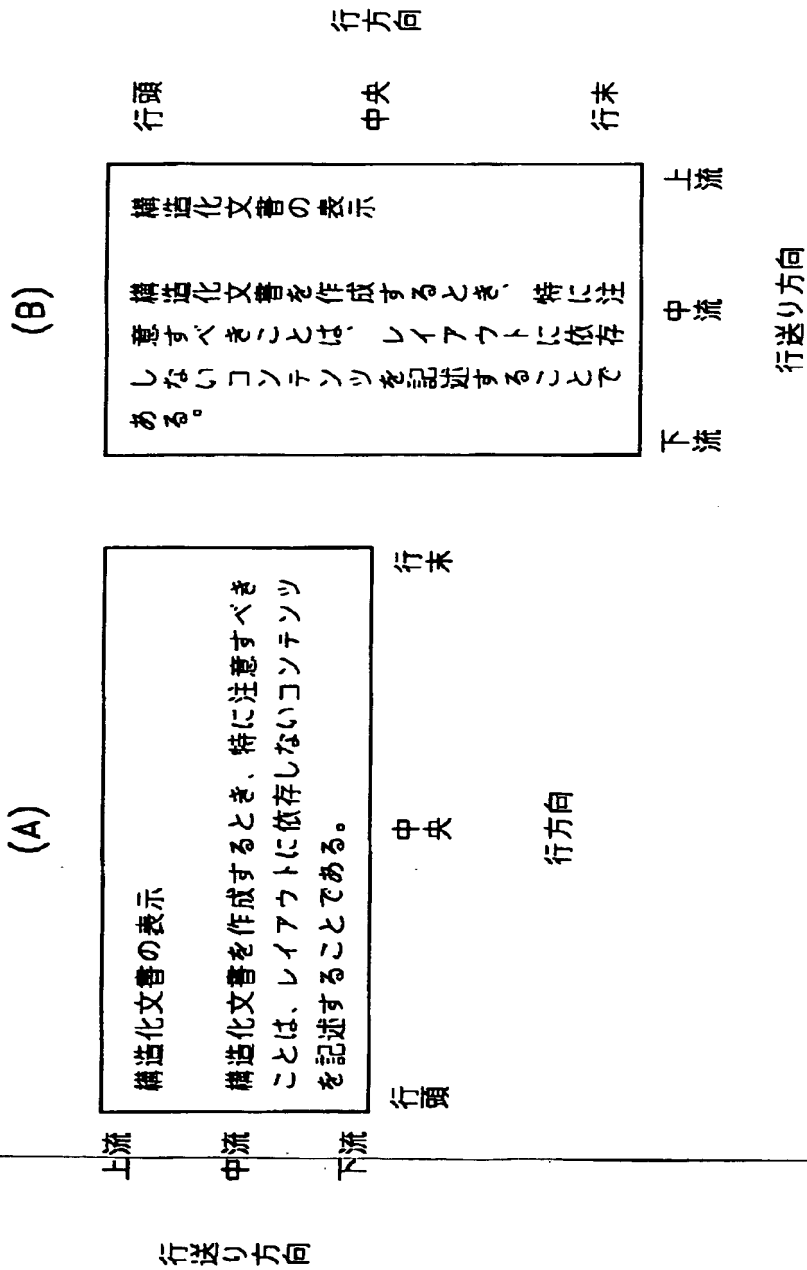 (A)
行送り方向
上流
中流
下流
構造化文書の表示
構造化文書を作成するとき、特に注意すべき
ことは、レイアウトに依存しないコンテンツ
を記述することである。
行頭
中央
行末
行方向
(B)
構造化文書の表示
構造化文書を作成するとき、特に注
意すべきことは、レイアウトに依存
しないコンテンツを記述することで
ある。
行頭
中央
行末
行方向
下流
中流
上流
行送り方向